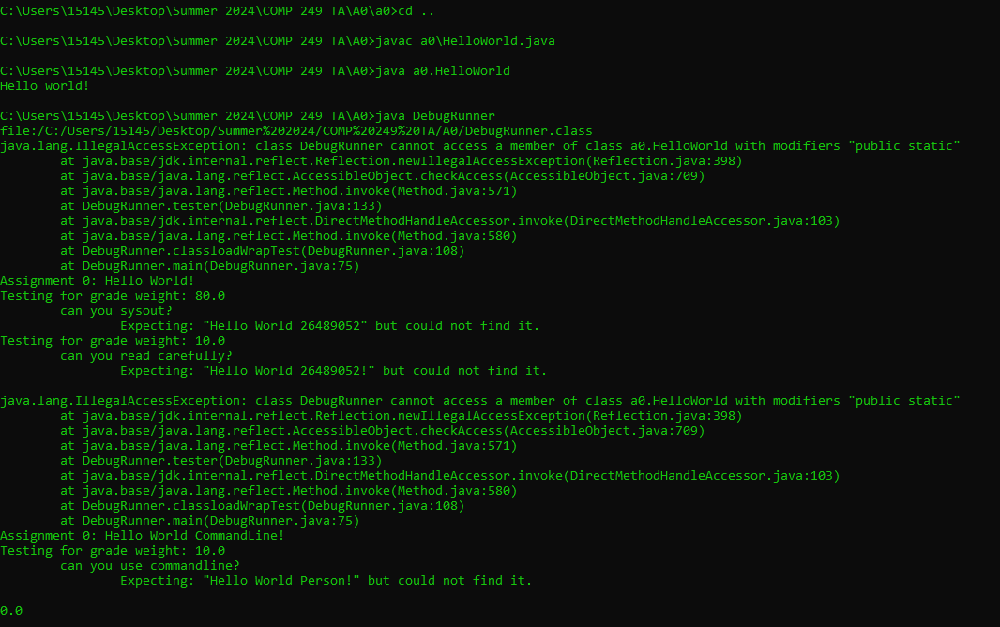 C:\Users\15145\Desktop\Summer 2024\COMP 249 TA\A0\a0>cd ..
C:\Users\15145\Desktop\Summer 2024\COMP 249 TA\A0>javac a0\HelloWorld.java
C:\Users\15145\Desktop\Summer 2024\COMP 249 TA\A0>java a0.HelloWorld
Hello world!
C:\Users\15145\Desktop\Summer 2024\COMP 249 TA\A0>java DebugRunner
file:/C:/Users/15145/Desktop/Summer%202024/COMP%20249%20TA/A0/DebugRunner.class
java.lang.IllegalAccessException: class DebugRunner cannot access a member of class a0.HelloWorld with modifiers "public static"
at java.base/jdk.internal.reflect.Reflection.newIllegalAccessException(Reflection.java:398)
at java.base/java.lang.reflect.AccessibleObject.checkAccess(AccessibleObject.java:709)
at java.base/java.lang.reflect.Method.invoke(Method.java:571)
at DebugRunner.tester(DebugRunner.java:133)
at java.base/jdk.internal.reflect.DirectMethodHandleAccessor.invoke(DirectMethodHandleAccessor.java:103)
at java.base/java.lang.reflect.Method.invoke(Method.java:580)
at DebugRunner.classloadWrapTest(DebugRunner.java:108)
at DebugRunner.main(DebugRunner.java:75)
Assignment 0: Hello World!
Testing for grade weight: 80.0
can you sysout?
Expecting: "Hello World 26489052" but could not find it.
Testing for grade weight: 10.0
can you read carefully?
Expecting: "Hello World 26489052!" but could not find it.
java.lang.IllegalAccessException: class DebugRunner cannot access a member of class a0.HelloWorld with modifiers "public static"
at java.base/jdk.internal.reflect.Reflection.newIllegalAccessException(Reflection.java:398)
at java.base/java.lang.reflect.AccessibleObject.checkAccess(AccessibleObject.java:709)
at java.base/java.lang.reflect.Method.invoke(Method.java:571)
at DebugRunner.tester(DebugRunner.java:133)
at java.base/jdk.internal.reflect.DirectMethodHandleAccessor.invoke(DirectMethodHandleAccessor.java:103)
at java.base/java.lang.reflect.Method.invoke(Method.java:580)
at DebugRunner.classloadWrapTest(DebugRunner.java:108)
at DebugRunner.main(DebugRunner.java:75)
Assignment 0: Hello World CommandLine!
Testing for grade weight: 10.0
can you use commandline?
Expecting: "Hello World Person!" but could not find it.
0.0